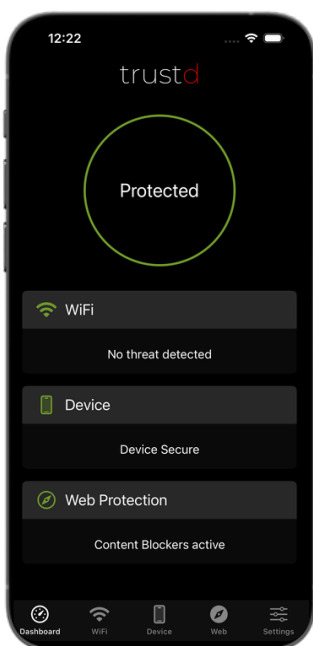 12:22
trustd
Protected
WiFi
No threat detected
Device
Device Secure
Web Protection
Content Blockers active
Dashboard WiFi Device Web Settings